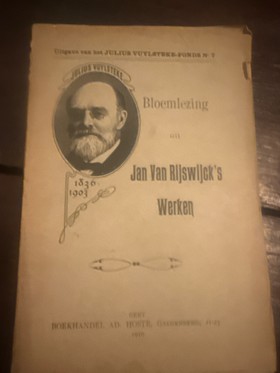 Uitgave van het JULIUS VUYLSTEKE-FONDS Nr
JULIUS VUYLSTEKE
1836
1903
Bloemlezing
uit
Jan Van Rijswijck's
Werken
GENT
BOEKHANDEL AD. HOSTE,